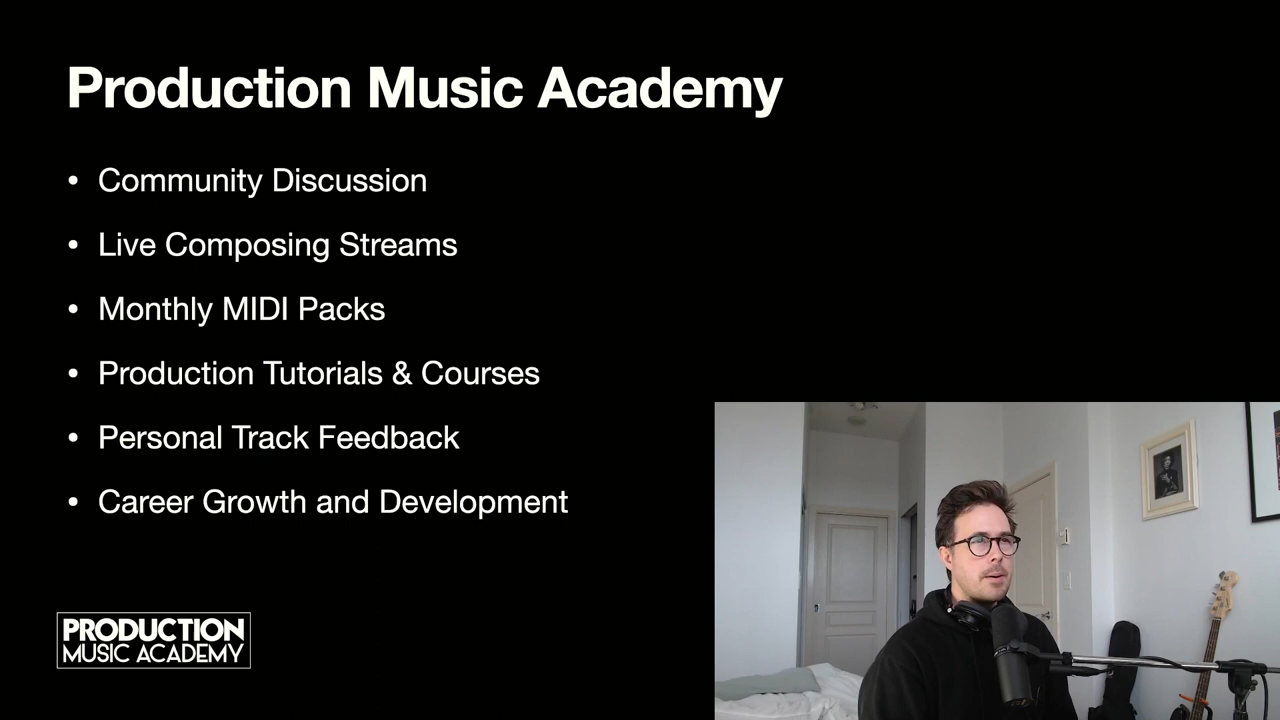 Production Music Academy
• Community Discussion
• Live Composing Streams
• Monthly MIDI Packs
• Production Tutorials & Courses
• Personal Track Feedback
• Career Growth and Development
PRODUCTION
MUSIC ACADEMY